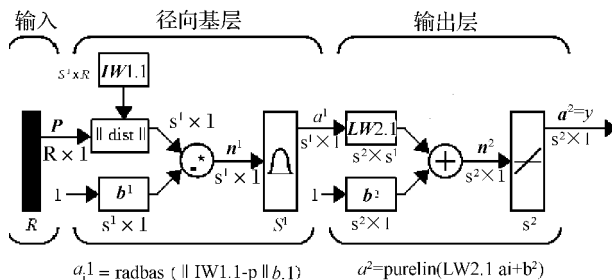 输入
径向基层
输出层
S¹×R
IW1.1
P
R×1
|| dist ||
s¹×1
.*
n¹
s¹×1
1
b¹
s¹×1
R
S¹
a¹
s¹×1
LW2.1
s²×s¹
1
b²
s²×1
+
n²
s²×1
s²
a²=y
s²×1
aᵢ1 = radbas (|| IW1.1-p || b,1)
a²=purelin(LW2.1 ai+b²)